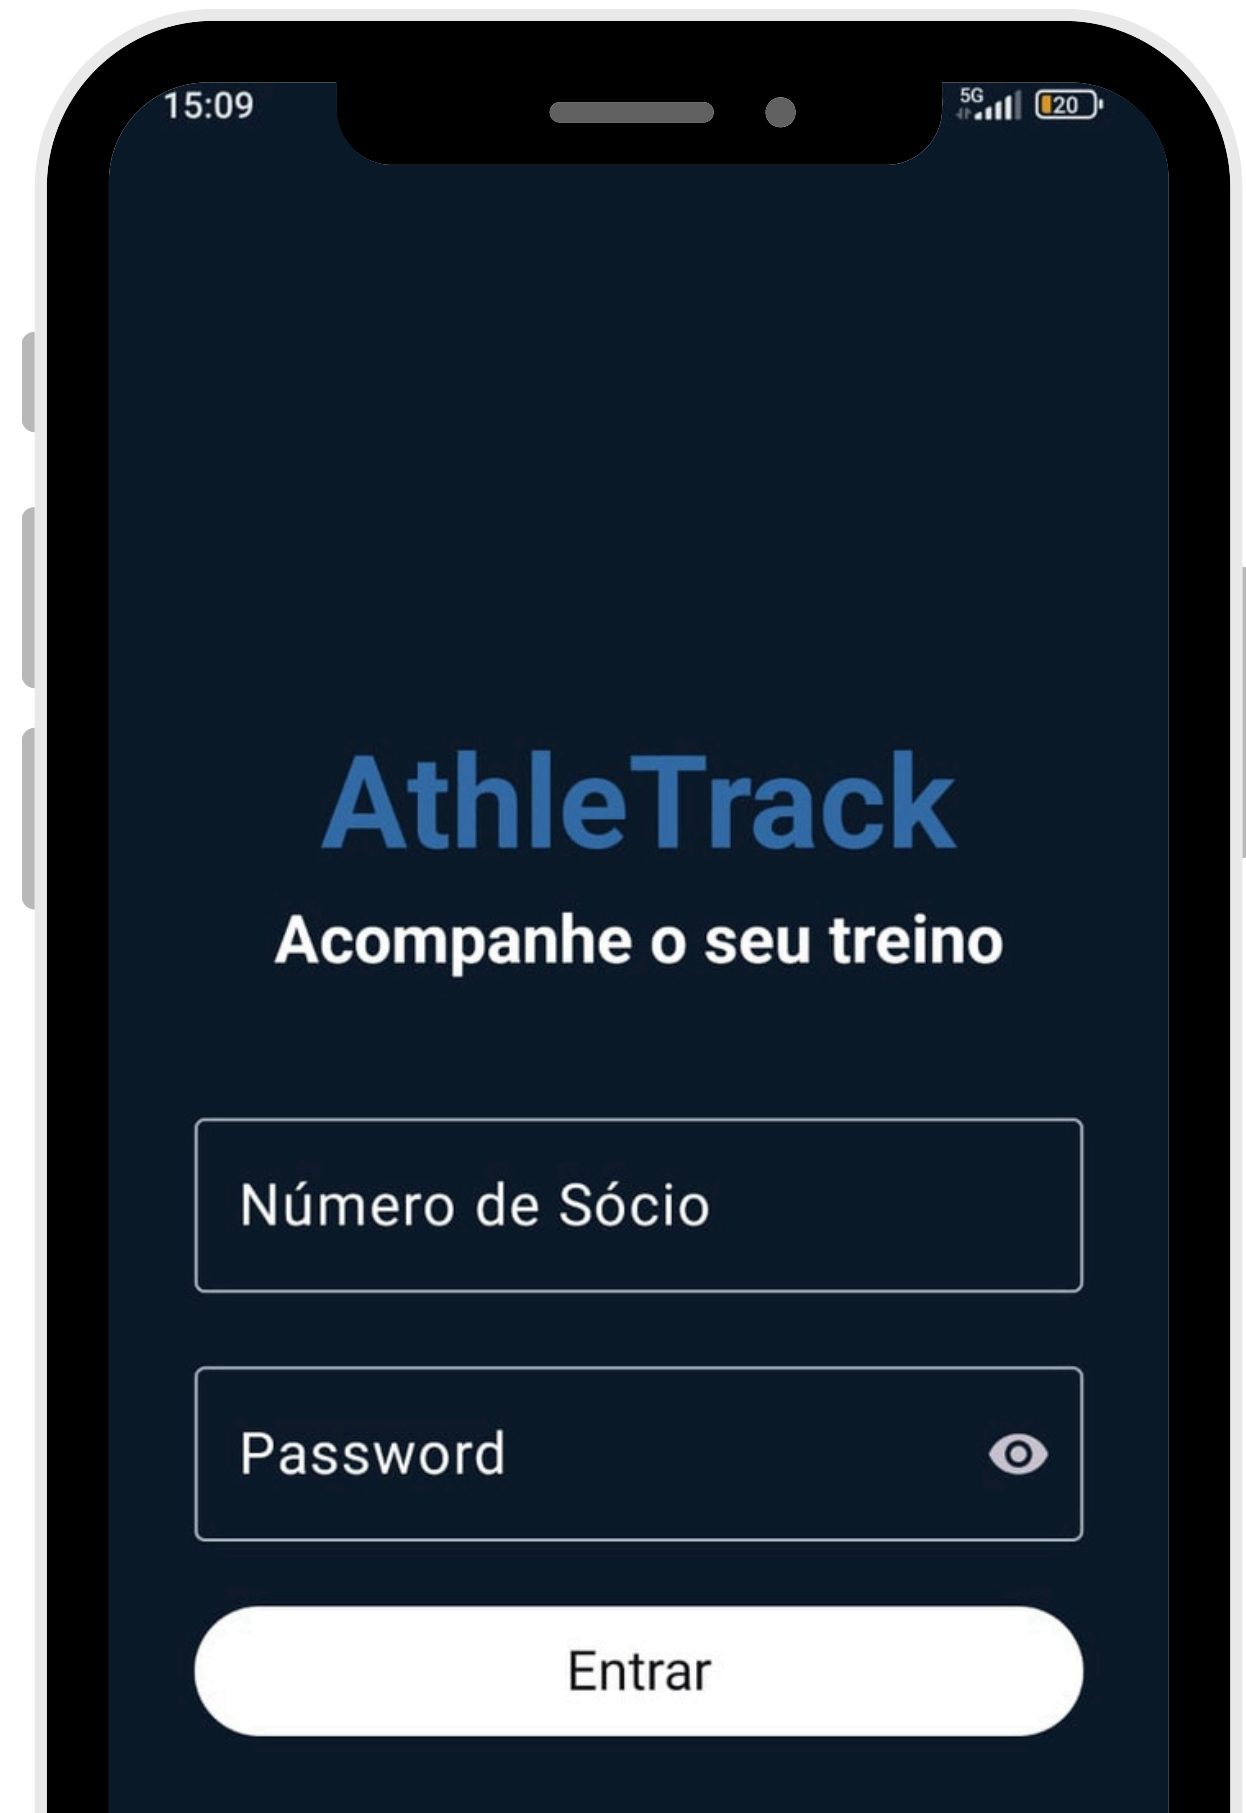 15:09
5G
20
AthleTrack
Acompanhe o seu treino
Número de Sócio
Password
Entrar